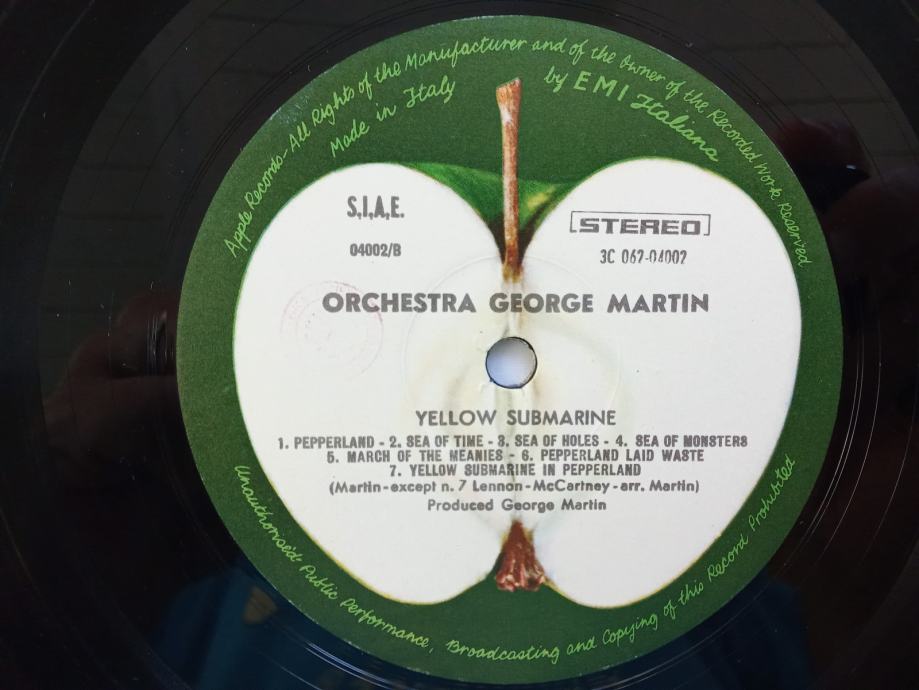 Apple Records - All Rights of the Manufacturer and of the Owner of the Recorded Work Reserved
Made in Italy
by EMI Italiana
S.I.A.E.
STEREO
04002/B
3C 062-04002
ORCHESTRA GEORGE MARTIN
YELLOW SUBMARINE
1. PEPPERLAND - 2. SEA OF TIME - 3. SEA OF HOLES - 4. SEA OF MONSTERS
5. MARCH OF THE MEANIES - 6. PEPPERLAND LAID WASTE
7. YELLOW SUBMARINE IN PEPPERLAND
(Martin-except n. 7 Lennon-McCartney-arr. Martin)
Produced George Martin
Unauthorised Public Performance, Broadcasting and Copying of this Record Prohibited